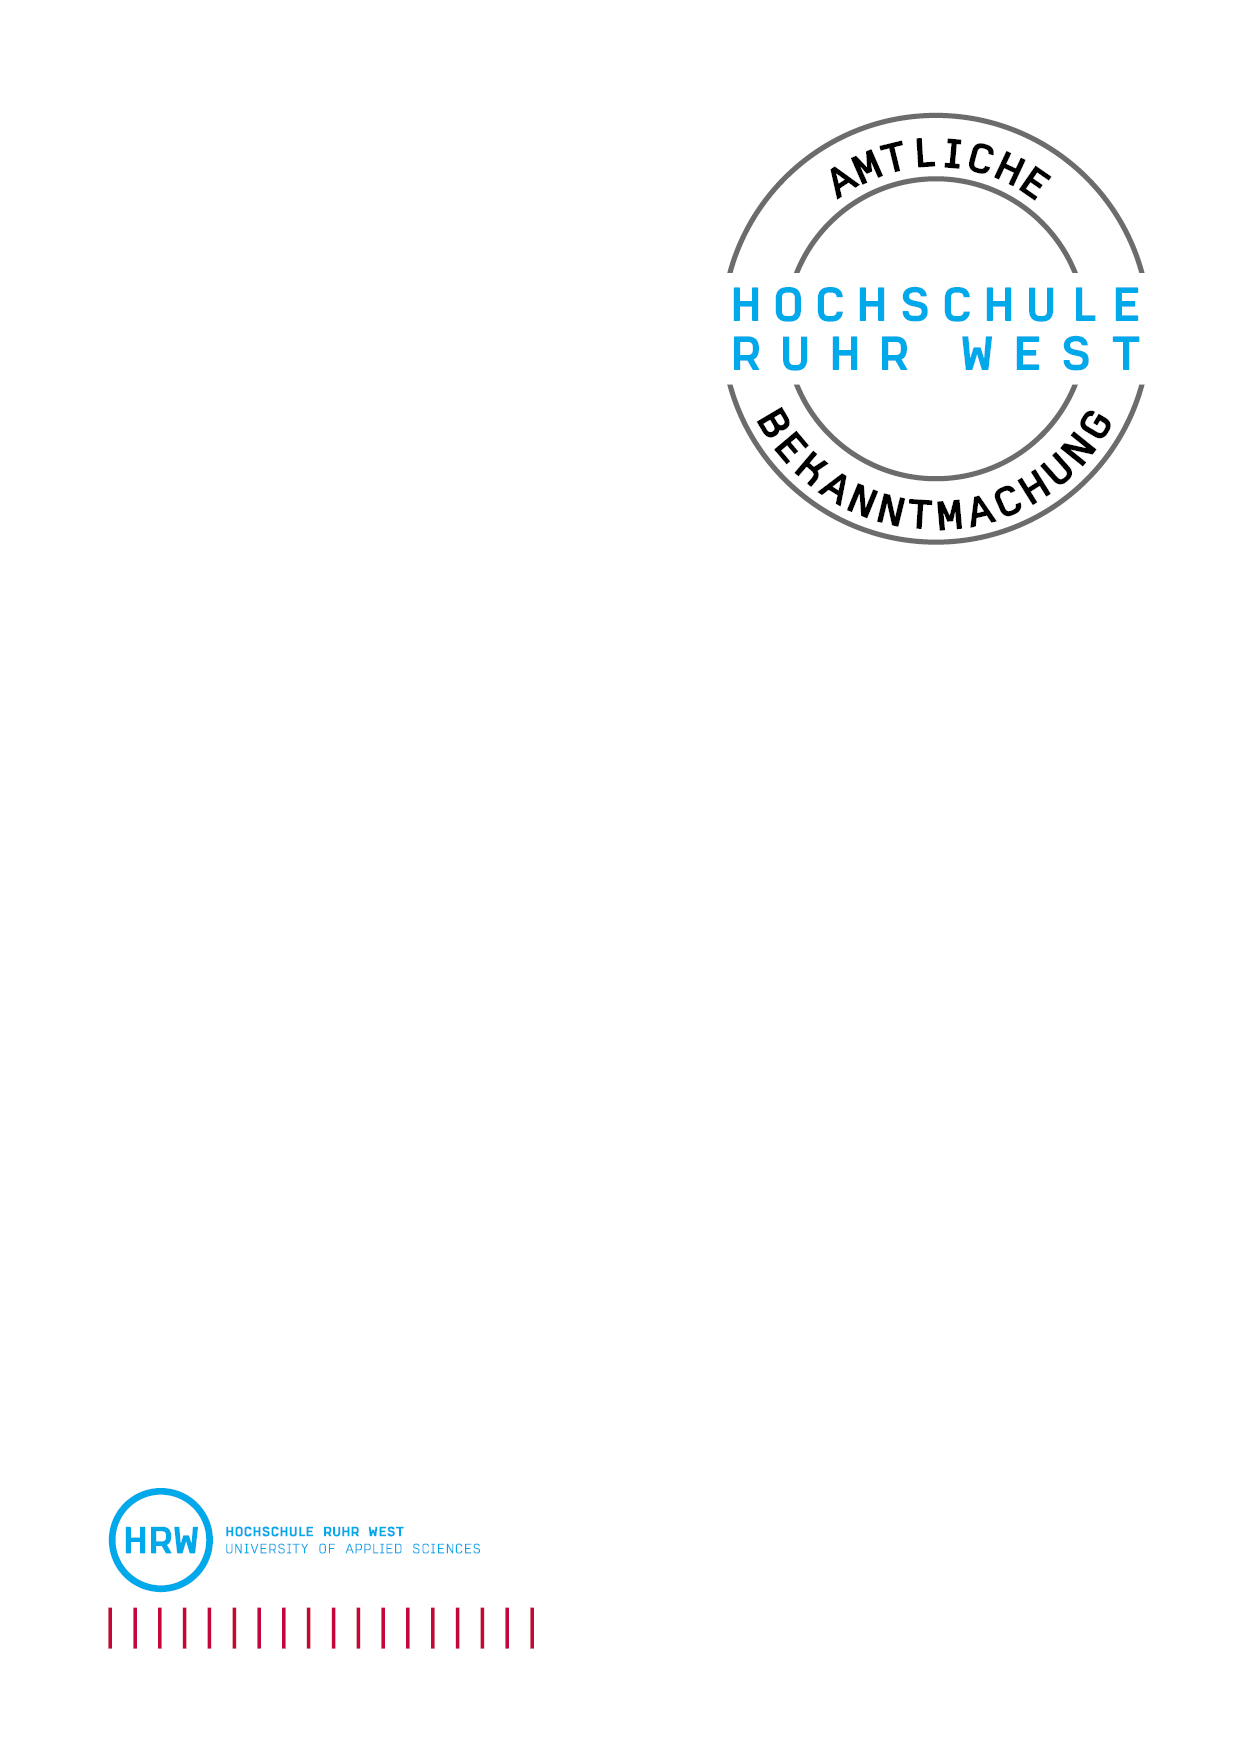 AMTLICHE
HOCHSCHULE
RUHR WEST
BEKANNTMACHUNG
HRW
HOCHSCHULE RUHR WEST
UNIVERSITY OF APPLIED SCIENCES